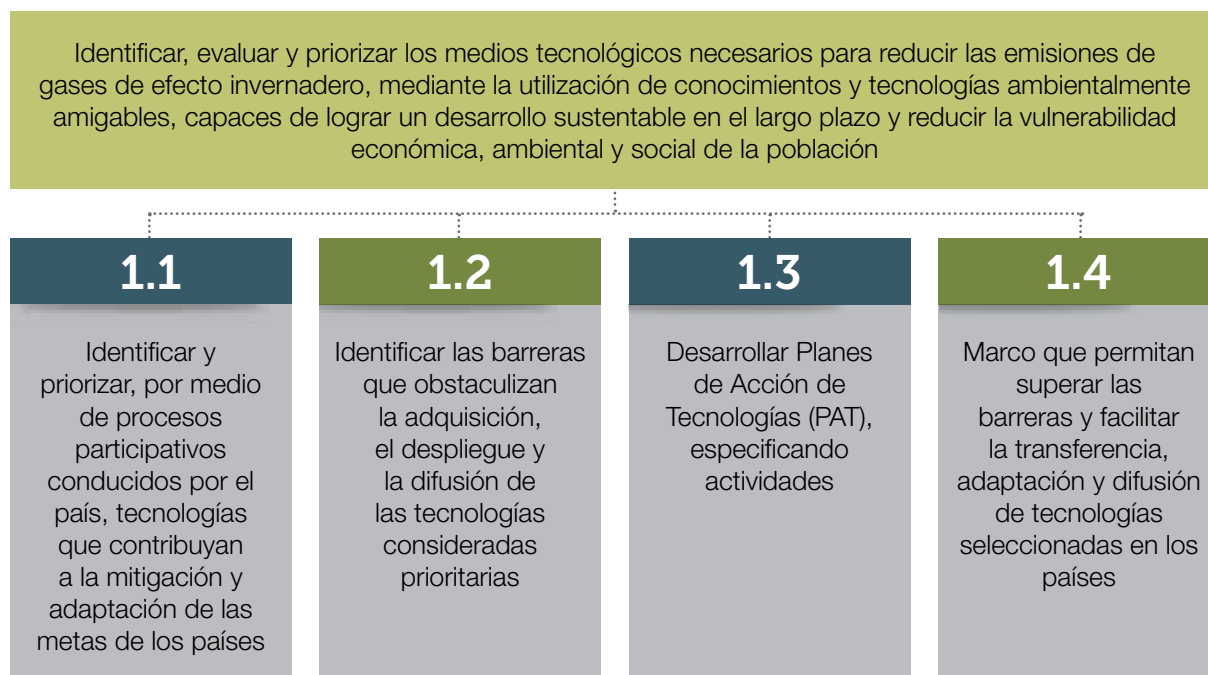 Identificar, evaluar y priorizar los medios tecnológicos necesarios para reducir las emisiones de
gases de efecto invernadero, mediante la utilización de conocimientos y tecnologías ambientalmente
amigables, capaces de lograr un desarrollo sustentable en el largo plazo y reducir la vulnerabilidad
económica, ambiental y social de la población
1.1
Identificar y
priorizar, por medio
de procesos
participativos
conducidos por el
país, tecnologías
que contribuyan
a la mitigación y
adaptación de las
metas de los países
1.2
Identificar las barreras
que obstaculizan
la adquisición,
el despliegue y
la difusión de
las tecnologías
consideradas
prioritarias
1.3
Desarrollar Planes
de Acción de
Tecnologías (PAT),
especificando
actividades
1.4
Marco que permitan
superar las
barreras y facilitar
la transferencia,
adaptación y difusión
de tecnologías
seleccionadas en los
países